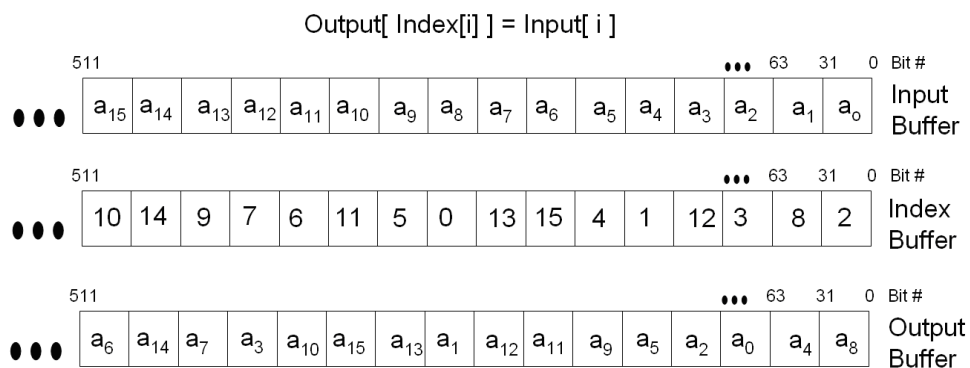 Output[ Index[i] ] = Input[ i ]
511 ••• 63 31 0 Bit #
••• a₁₅ a₁₄ a₁₃ a₁₂ a₁₁ a₁₀ a₉ a₈ a₇ a₆ a₅ a₄ a₃ a₂ a₁ a₀ Input
Buffer
511 ••• 63 31 0 Bit #
••• 10 14 9 7 6 11 5 0 13 15 4 1 12 3 8 2 Index
Buffer
511 ••• 63 31 0 Bit #
••• a₆ a₁₄ a₇ a₃ a₁₀ a₁₅ a₁₃ a₁ a₁₂ a₁₁ a₉ a₅ a₂ a₀ a₄ a₈ Output
Buffer